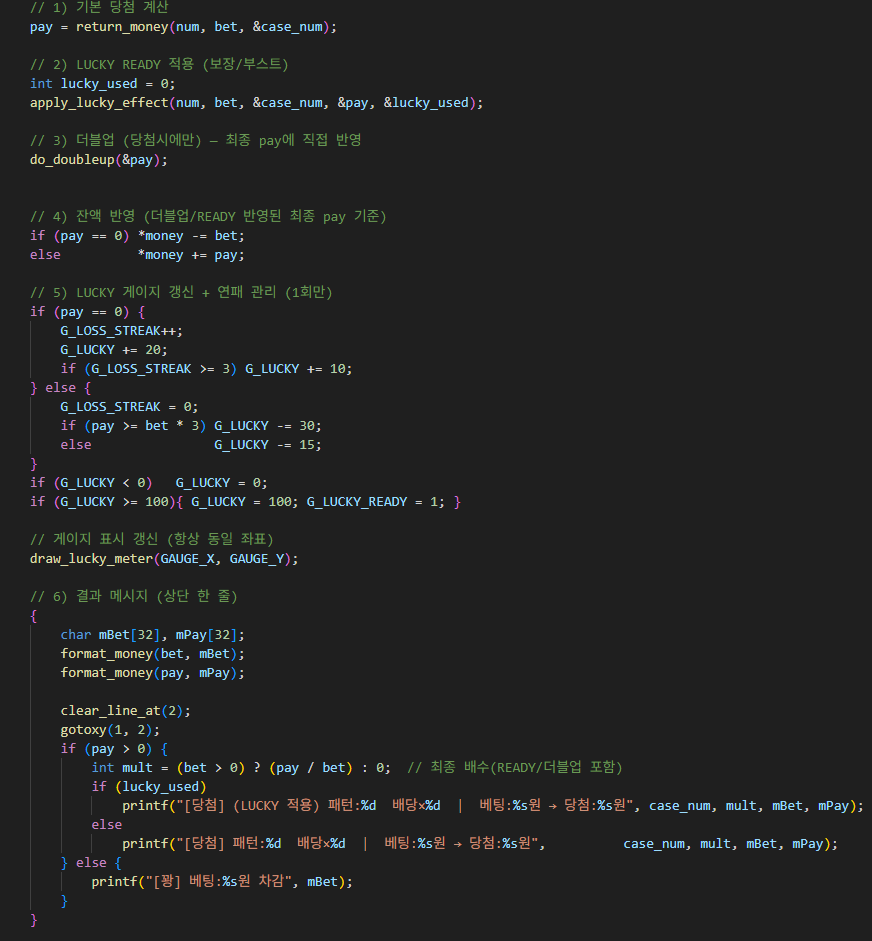 // 1) 기본 당첨 계산
pay = return_money(num, bet, &case_num);
// 2) LUCKY READY 적용 (보장/부스트)
int lucky_used = 0;
apply_lucky_effect(num, bet, &case_num, &pay, &lucky_used);
// 3) 더블업 (당첨시에만) — 최종 pay에 직접 반영
do_doubleup(&pay);
// 4) 잔액 반영 (더블업/READY 반영된 최종 pay 기준)
if (pay == 0) *money -= bet;
else          *money += pay;
// 5) LUCKY 게이지 갱신 + 연패 관리 (1회만)
if (pay == 0) {
    G_LOSS_STREAK++;
    G_LUCKY += 20;
    if (G_LOSS_STREAK >= 3) G_LUCKY += 10;
} else {
    G_LOSS_STREAK = 0;
    if (pay >= bet * 3) G_LUCKY -= 30;
    else                G_LUCKY -= 15;
}
if (G_LUCKY < 0)   G_LUCKY = 0;
if (G_LUCKY >= 100){ G_LUCKY = 100; G_LUCKY_READY = 1; }
// 게이지 표시 갱신 (항상 동일 좌표)
draw_lucky_meter(GAUGE_X, GAUGE_Y);
// 6) 결과 메시지 (상단 한 줄)
{
    char mBet[32], mPay[32];
    format_money(bet, mBet);
    format_money(pay, mPay);
    clear_line_at(2);
    gotoxy(1, 2);
    if (pay > 0) {
        int mult = (bet > 0) ? (pay / bet) : 0;  // 최종 배수(READY/더블업 포함)
        if (lucky_used)
            printf("[당첨] (LUCKY 적용) 패턴:%d  배당x%d  |  베팅:%s원 → 당첨:%s원", case_num, mult, mBet, mPay);
        else
            printf("[당첨] 패턴:%d  배당x%d  |  베팅:%s원 → 당첨:%s원",          case_num, mult, mBet, mPay);
    } else {
        printf("[꽝] 베팅:%s원 차감", mBet);
    }
}